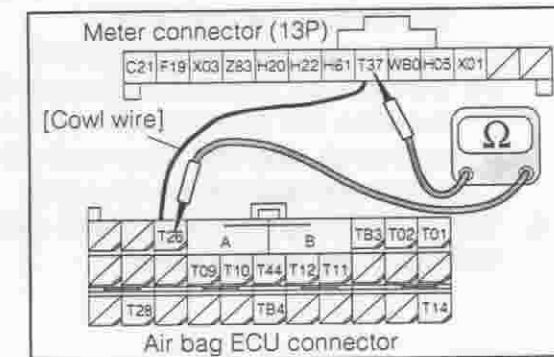 Meter connector (13P)
C21 F19 X03 Z83 H20 H22 H61 T37 WB0 H05 X01
[Cowl wire]
Ω
T26 A B TB3 T02 T01
T09 T10 T44 T12 T11
T28 TB4 T14
Air bag ECU connector